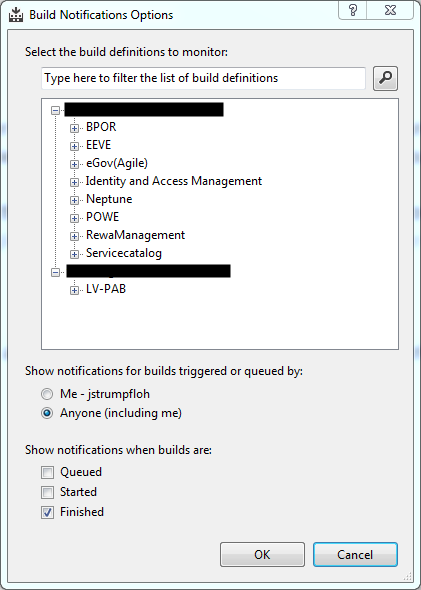 Build Notifications Options
Select the build definitions to monitor:
Type here to filter the list of build definitions
BPOR
EEVE
eGov(Agile)
Identity and Access Management
Neptune
POWE
RewaManagement
Servicecatalog
LV-PAB
Show notifications for builds triggered or queued by:
Me - jstrumpfloh
Anyone (including me)
Show notifications when builds are:
Queued
Started
Finished
OK Cancel